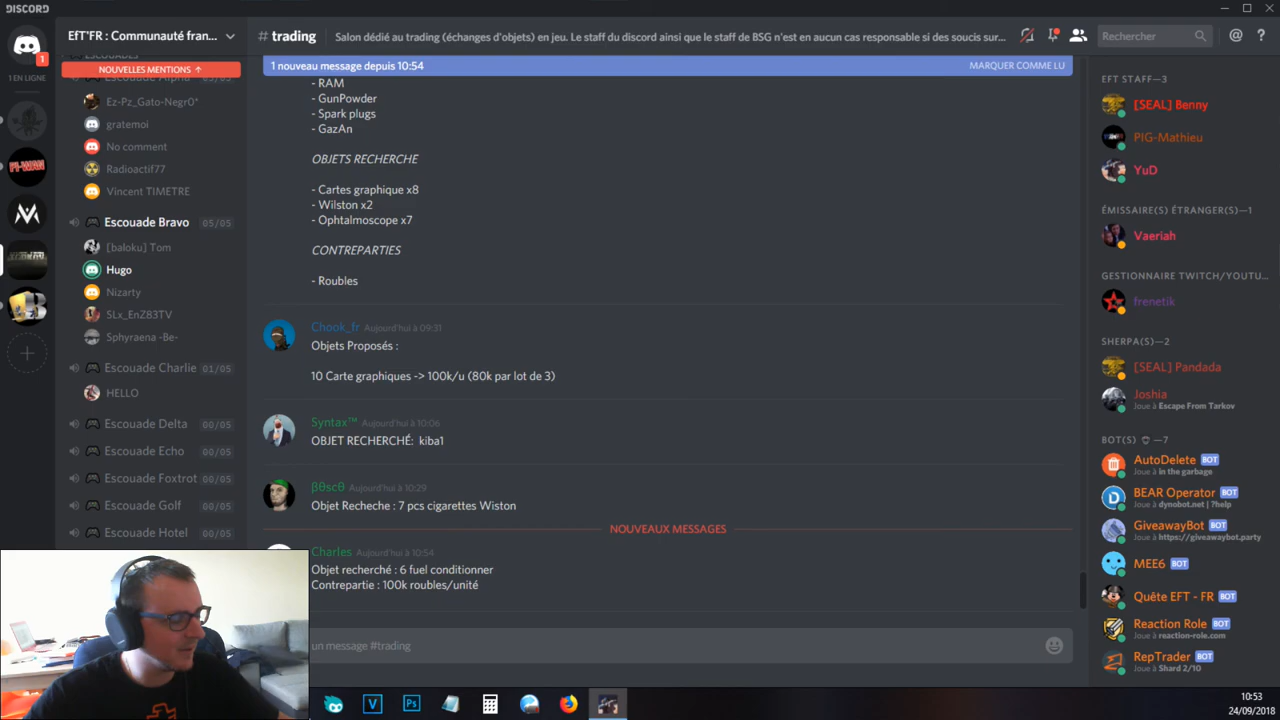 DISCORD
EfT'FR : Communauté fran...
# trading
Salon dédié au trading (échanges d'objets) en jeu. Le staff du discord ainsi que le staff de BSG n'est en aucun cas responsible si des soucis sur...
Rechercher
1
1 EN LIGNE
NOUVELLES MENTIONS ↑
Ez-Pz_Gato-Negr0*
gratemoi
No comment
Radioactif77
Vincent TIMETRE
Escouade Bravo 05/05
[baloku] Tom
Hugo
Nizarty
SLx_EnZ83TV
Sphyraena -Be-
Escouade Charlie 01/05
HELLO
Escouade Delta 00/05
Escouade Echo 00/05
Escouade Foxtrot 00/05
Escouade Golf 00/05
Escouade Hotel 00/05
1 nouveau message depuis 10:54
MARQUER COMME LU
- RAM
- GunPowder
- Spark plugs
- GazAn
OBJETS RECHERCHE
- Cartes graphique x8
- Wilston x2
- Ophtalmoscope x7
CONTREPARTIES
- Roubles
Chook_fr Aujourd'hui à 09:31
Objets Proposés :
10 Carte graphiques -> 100k/u (80k par lot de 3)
Syntax™ Aujourd'hui à 10:06
OBJET RECHERCHÉ: kiba1
βθscθ Aujourd'hui à 10:29
Objet Recheche : 7 pcs cigarettes Wiston
NOUVEAUX MESSAGES
Charles Aujourd'hui à 10:54
Objet recherché : 6 fuel conditionner
Contrepartie : 100k roubles/unité
un message #trading
EFT STAFF—3
[SEAL] Benny
PIG-Mathieu
YuD
ÉMISSAIRE(S) ÉTRANGER(S)—1
Vaeriah
GESTIONNAIRE TWITCH/YOUTU...
frenetik
SHERPA(S)—2
[SEAL] Pandada
Joshia
Joue à Escape From Tarkov
BOT(S) —7
AutoDelete BOT
Joue à in the garbage
BEAR Operator BOT
Joue à dynobot.net | ?help
GiveawayBot BOT
Joue à https://giveawaybot.party
MEE6 BOT
Quête EFT - FR BOT
Reaction Role BOT
Joue à reaction-role.com
RepTrader BOT
Joue à Shard 2/10
10:53
24/09/2018